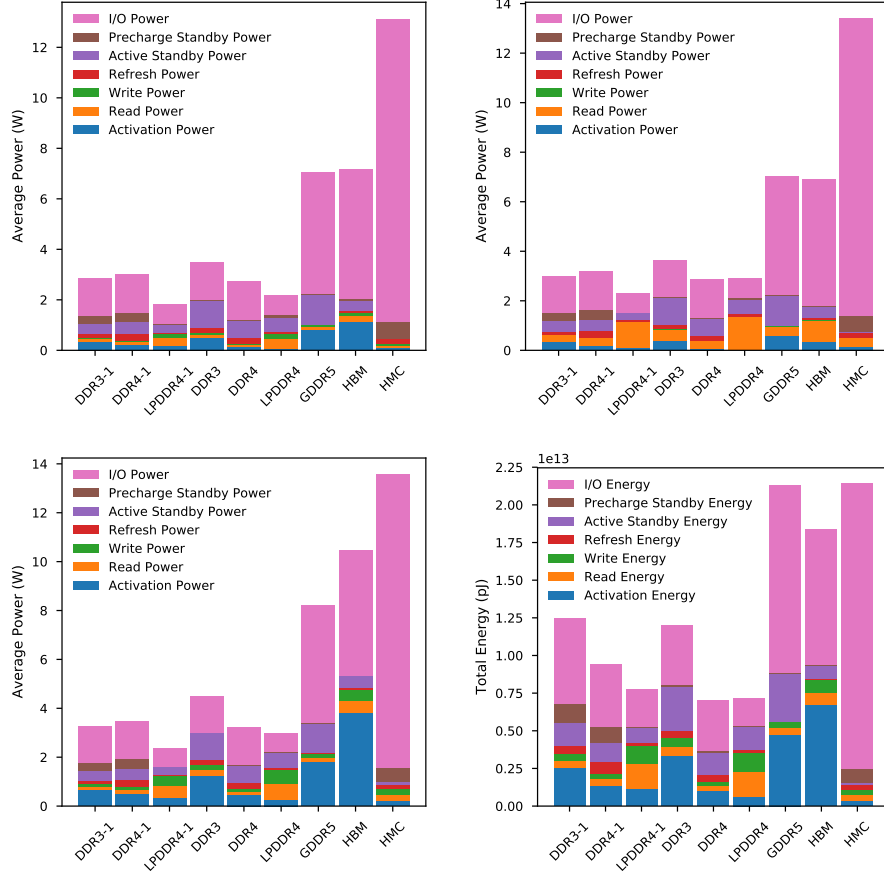 I/O Power
Precharge Standby Power
Active Standby Power
Refresh Power
Write Power
Read Power
Activation Power
Average Power (W)
12
10
8
6
4
2
0
DDR3-1
DDR4-1
LPDDR4-1
DDR3
DDR4
LPDDR4
GDDR5
HBM
HMC
I/O Power
Precharge Standby Power
Active Standby Power
Refresh Power
Write Power
Read Power
Activation Power
Average Power (W)
14
12
10
8
6
4
2
0
DDR3-1
DDR4-1
LPDDR4-1
DDR3
DDR4
LPDDR4
GDDR5
HBM
HMC
I/O Power
Precharge Standby Power
Active Standby Power
Refresh Power
Write Power
Read Power
Activation Power
Average Power (W)
14
12
10
8
6
4
2
0
DDR3-1
DDR4-1
LPDDR4-1
DDR3
DDR4
LPDDR4
GDDR5
HBM
HMC
1e13
I/O Energy
Precharge Standby Energy
Active Standby Energy
Refresh Energy
Write Energy
Read Energy
Activation Energy
Total Energy (pJ)
2.25
2.00
1.75
1.50
1.25
1.00
0.75
0.50
0.25
0.00
DDR3-1
DDR4-1
LPDDR4-1
DDR3
DDR4
LPDDR4
GDDR5
HBM
HMC